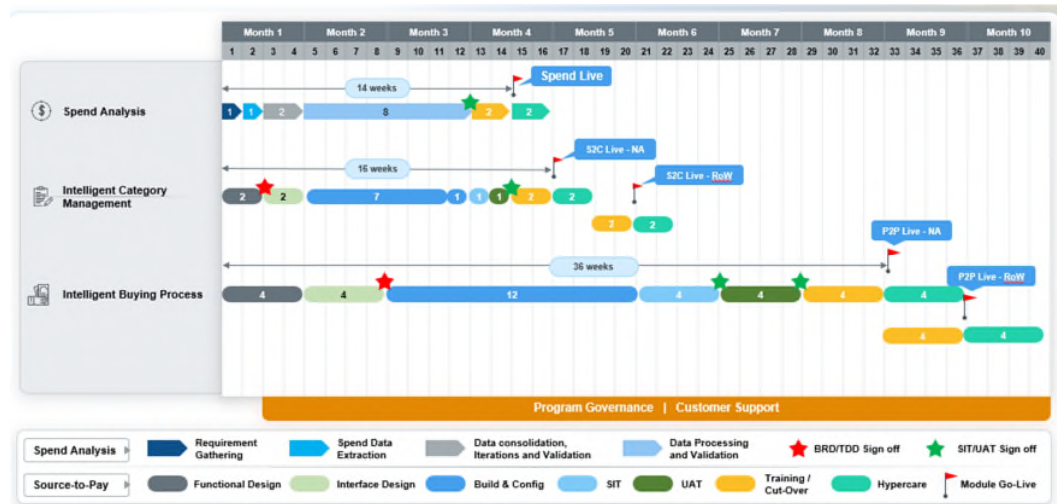 Month 1 Month 2 Month 3 Month 4 Month 5 Month 6 Month 7 Month 8 Month 9 Month 10
1 2 3 4 5 6 7 8 9 10 11 12 13 14 15 16 17 18 19 20 21 22 23 24 25 26 27 28 29 30 31 32 33 34 35 36 37 38 39 40
Spend Live
14 weeks
Spend Analysis
1 1 2 8 2 2
S2C Live - NA
16 weeks
S2C Live - RoW
Intelligent Category
Management
2 2 7 1 1 1 2 2
2 2
P2P Live - NA
36 weeks
P2P Live - RoW
Intelligent Buying Process
4 4 12 4 4 4 4
4 4
Program Governance | Customer Support
Spend Analysis
Requirement
Gathering
Spend Data
Extraction
Data consolidation,
Iterations and Validation
Data Processing
and Validation
BRD/TDD Sign off
SIT/UAT Sign off
Source-to-Pay
Functional Design
Interface Design
Build & Config
SIT
UAT
Training /
Cut-Over
Hypercare
Module Go-Live